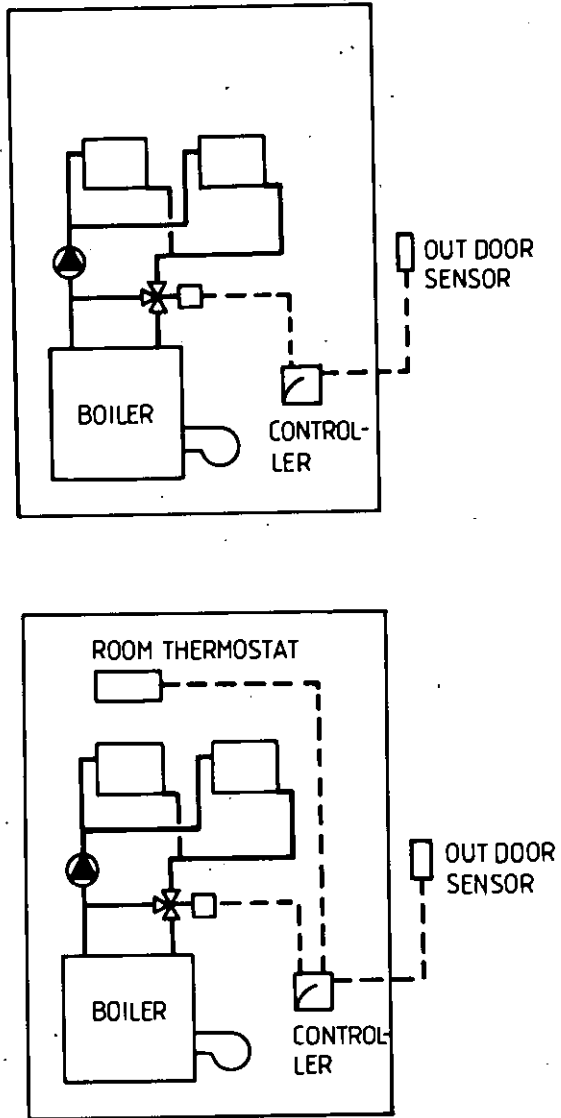 OUT DOOR
SENSOR
BOILER
CONTROL-
LER
ROOM THERMOSTAT
OUT DOOR
SENSOR
BOILER
CONTROL-
LER